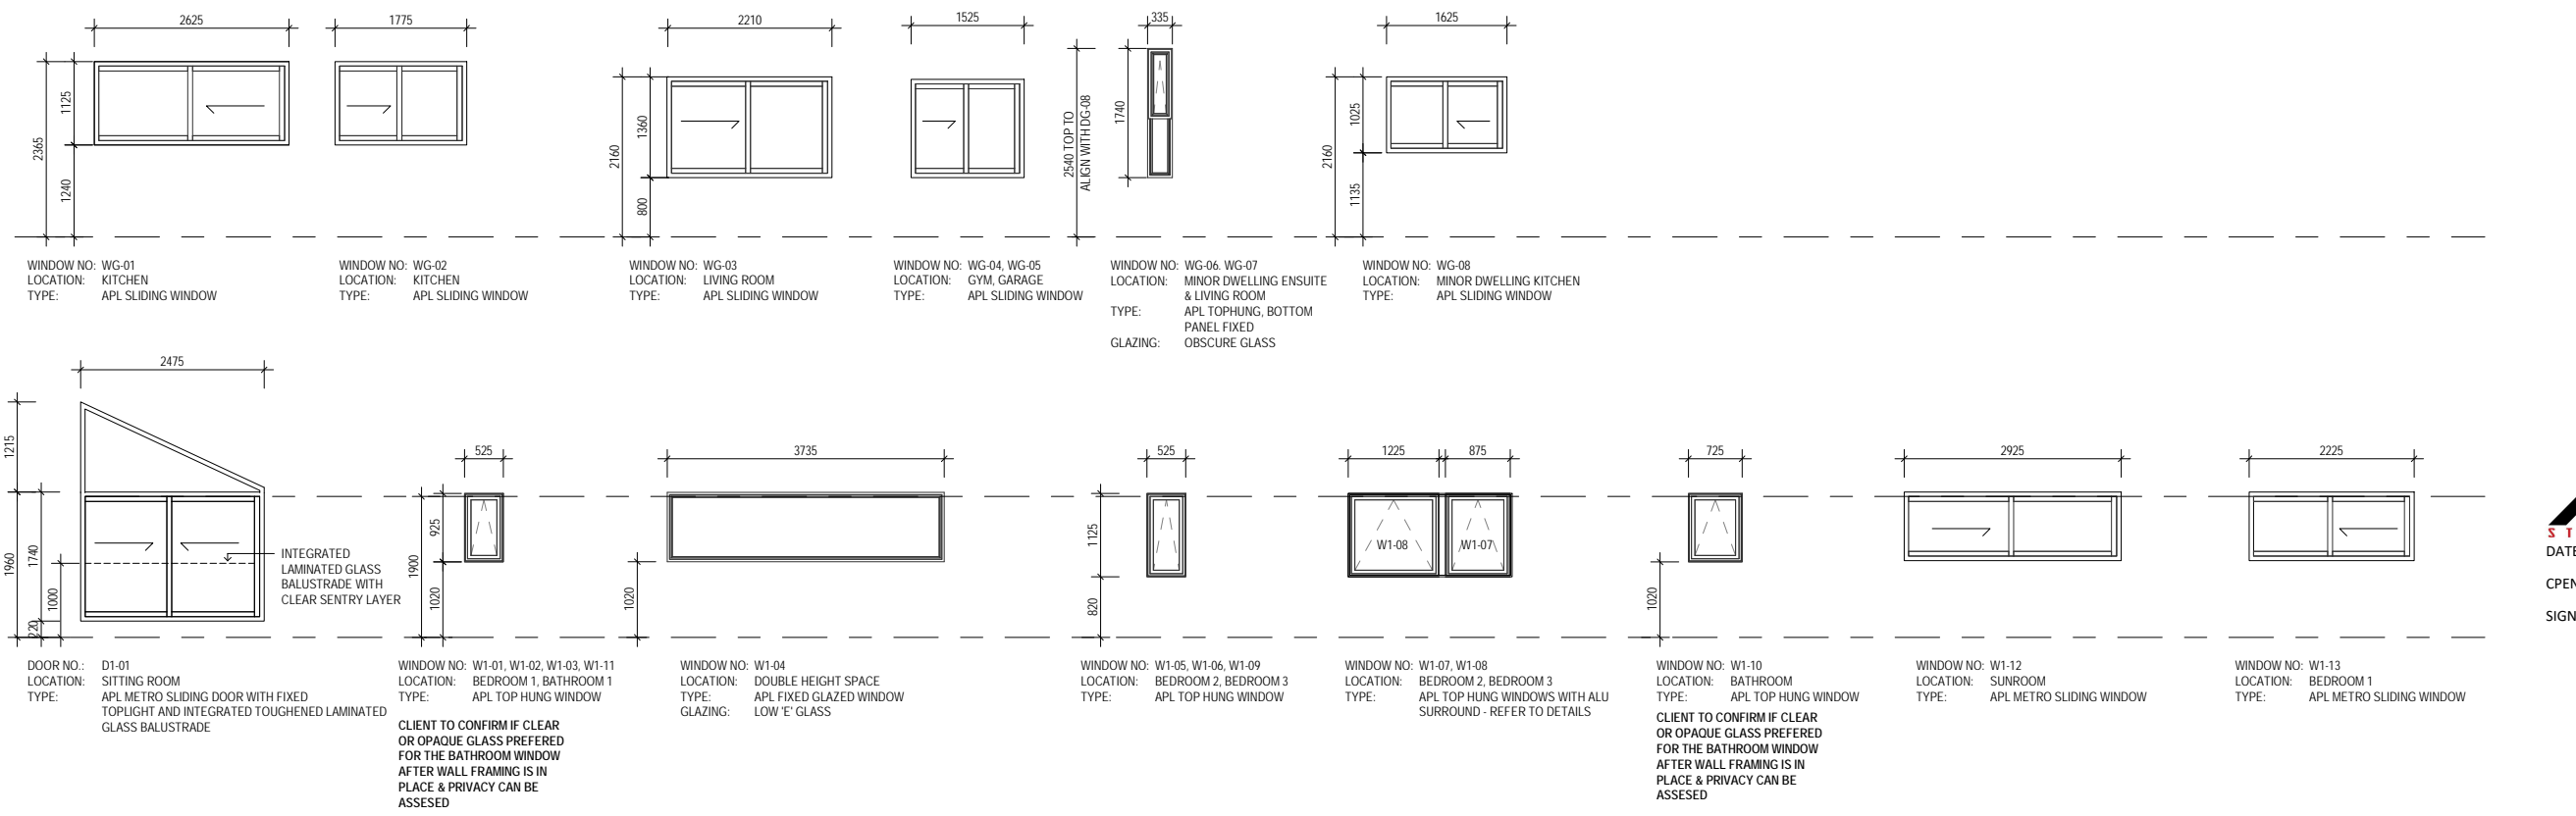 2625
1775
2210
1525
335
1625
2365
1125
1240
2160
1360
800
2540 TOP TO
ALIGN WITH DG-08
1740
2160
1025
1135
WINDOW NO: WG-01
LOCATION: KITCHEN
TYPE: APL SLIDING WINDOW
WINDOW NO: WG-02
LOCATION: KITCHEN
TYPE: APL SLIDING WINDOW
WINDOW NO: WG-03
LOCATION: LIVING ROOM
TYPE: APL SLIDING WINDOW
WINDOW NO: WG-04, WG-05
LOCATION: GYM, GARAGE
TYPE: APL SLIDING WINDOW
WINDOW NO: WG-06. WG-07
LOCATION: MINOR DWELLING ENSUITE
& LIVING ROOM
TYPE: APL TOPHUNG, BOTTOM
PANEL FIXED
GLAZING: OBSCURE GLASS
WINDOW NO: WG-08
LOCATION: MINOR DWELLING KITCHEN
TYPE: APL SLIDING WINDOW
2475
1215
1960
1740
1000
220
INTEGRATED
LAMINATED GLASS
BALUSTRADE WITH
CLEAR SENTRY LAYER
525
1900
925
1020
3735
1020
525
1125
820
1225
875
W1-08
W1-07
725
1020
2925
2225
DOOR NO.: D1-01
LOCATION: SITTING ROOM
TYPE: APL METRO SLIDING DOOR WITH FIXED
TOPLIGHT AND INTEGRATED TOUGHENED LAMINATED
GLASS BALUSTRADE
WINDOW NO: W1-01, W1-02, W1-03, W1-11
LOCATION: BEDROOM 1, BATHROOM 1
TYPE: APL TOP HUNG WINDOW
CLIENT TO CONFIRM IF CLEAR
OR OPAQUE GLASS PREFERED
FOR THE BATHROOM WINDOW
AFTER WALL FRAMING IS IN
PLACE & PRIVACY CAN BE
ASSESED
WINDOW NO: W1-04
LOCATION: DOUBLE HEIGHT SPACE
TYPE: APL FIXED GLAZED WINDOW
GLAZING: LOW 'E' GLASS
WINDOW NO: W1-05, W1-06, W1-09
LOCATION: BEDROOM 2, BEDROOM 3
TYPE: APL TOP HUNG WINDOW
WINDOW NO: W1-07, W1-08
LOCATION: BEDROOM 2, BEDROOM 3
TYPE: APL TOP HUNG WINDOWS WITH ALU
SURROUND - REFER TO DETAILS
WINDOW NO: W1-10
LOCATION: BATHROOM
TYPE: APL TOP HUNG WINDOW
CLIENT TO CONFIRM IF CLEAR
OR OPAQUE GLASS PREFERED
FOR THE BATHROOM WINDOW
AFTER WALL FRAMING IS IN
PLACE & PRIVACY CAN BE
ASSESED
WINDOW NO: W1-12
LOCATION: SUNROOM
TYPE: APL METRO SLIDING WINDOW
WINDOW NO: W1-13
LOCATION: BEDROOM 1
TYPE: APL METRO SLIDING WINDOW
S T
DATE
CPEN
SIGN